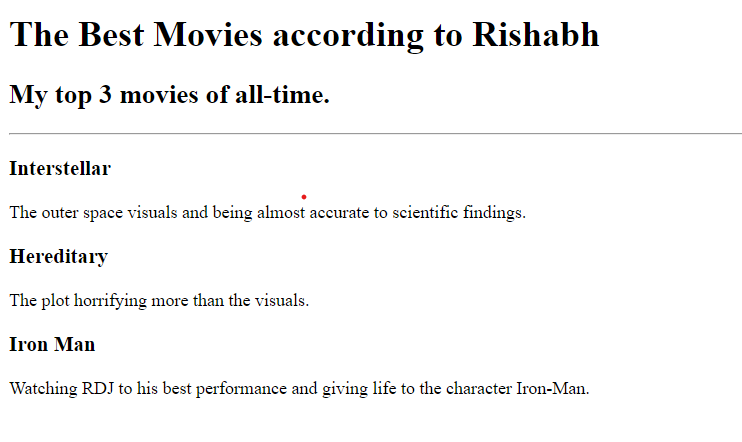 The Best Movies according to Rishabh
My top 3 movies of all-time.
Interstellar
The outer space visuals and being almost accurate to scientific findings.
Hereditary
The plot horrifying more than the visuals.
Iron Man
Watching RDJ to his best performance and giving life to the character Iron-Man.